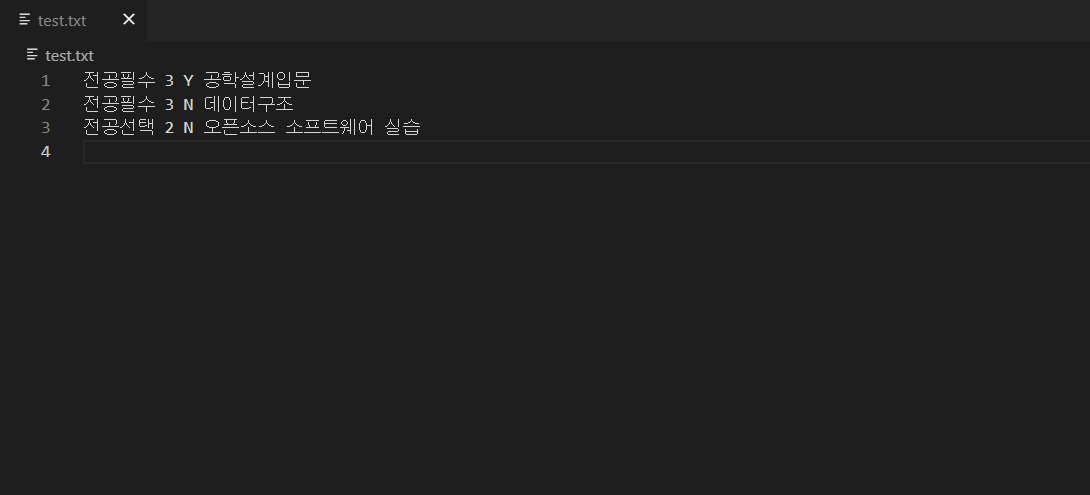 test.txt ×
test.txt
1 전공필수 3 Y 공학설계입문
2 전공필수 3 N 데이터구조
3 전공선택 2 N 오픈소스 소프트웨어 실습
4